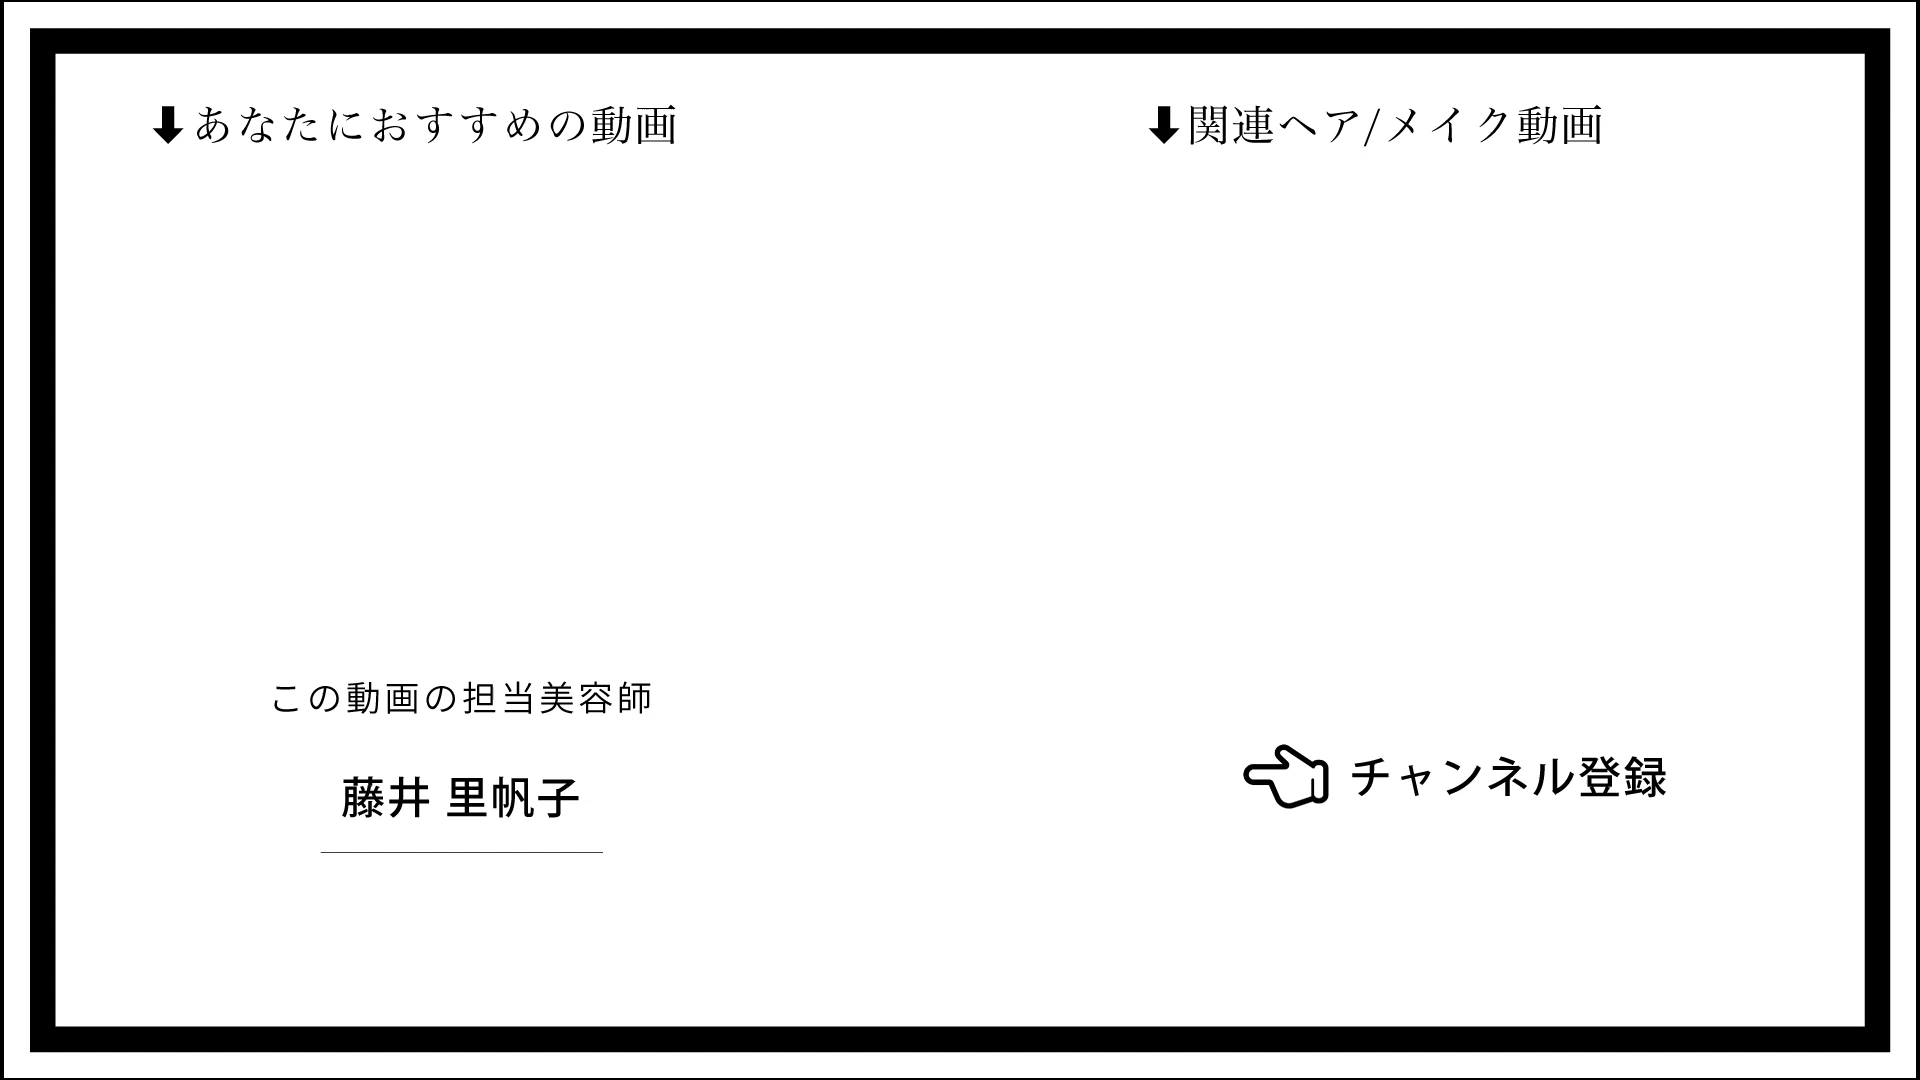 ⬇あなたにおすすめの動画
⬇関連ヘア/メイク動画
この動画の担当美容師
藤井 里帆子
チャンネル登録